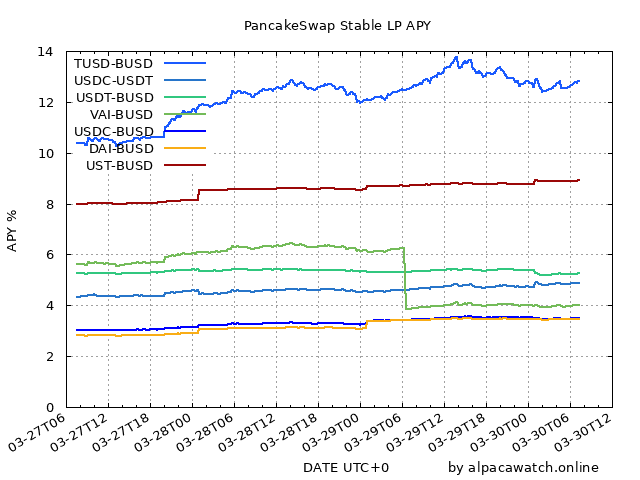 PancakeSwap Stable LP APY
14
12
10
8
6
4
2
0
APY %
TUSD-BUSD
USDC-USDT
USDT-BUSD
VAI-BUSD
USDC-BUSD
DAI-BUSD
UST-BUSD
03-27T06
03-27T12
03-27T18
03-28T00
03-28T06
03-28T12
03-28T18
03-29T00
03-29T06
03-29T12
03-29T18
03-30T00
03-30T06
03-30T12
DATE UTC+0
by alpacawatch.online